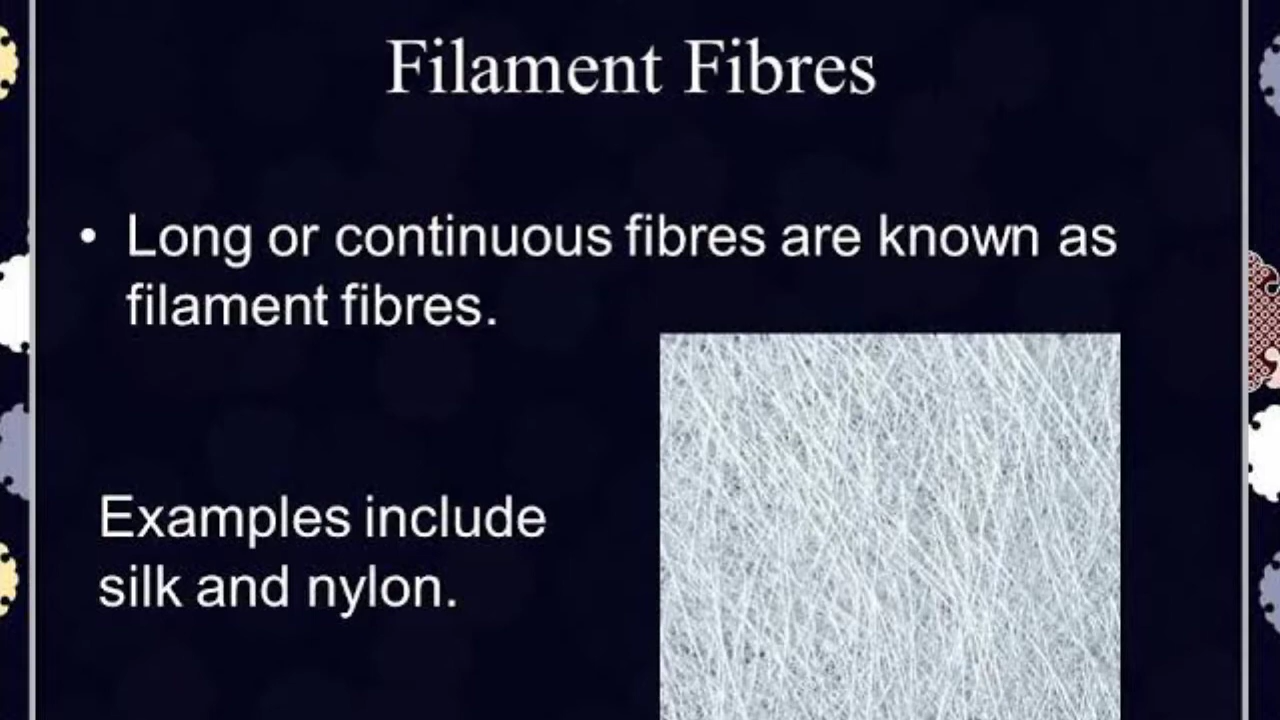 Filament Fibres
• Long or continuous fibres are known as
filament fibres.
Examples include
silk and nylon.